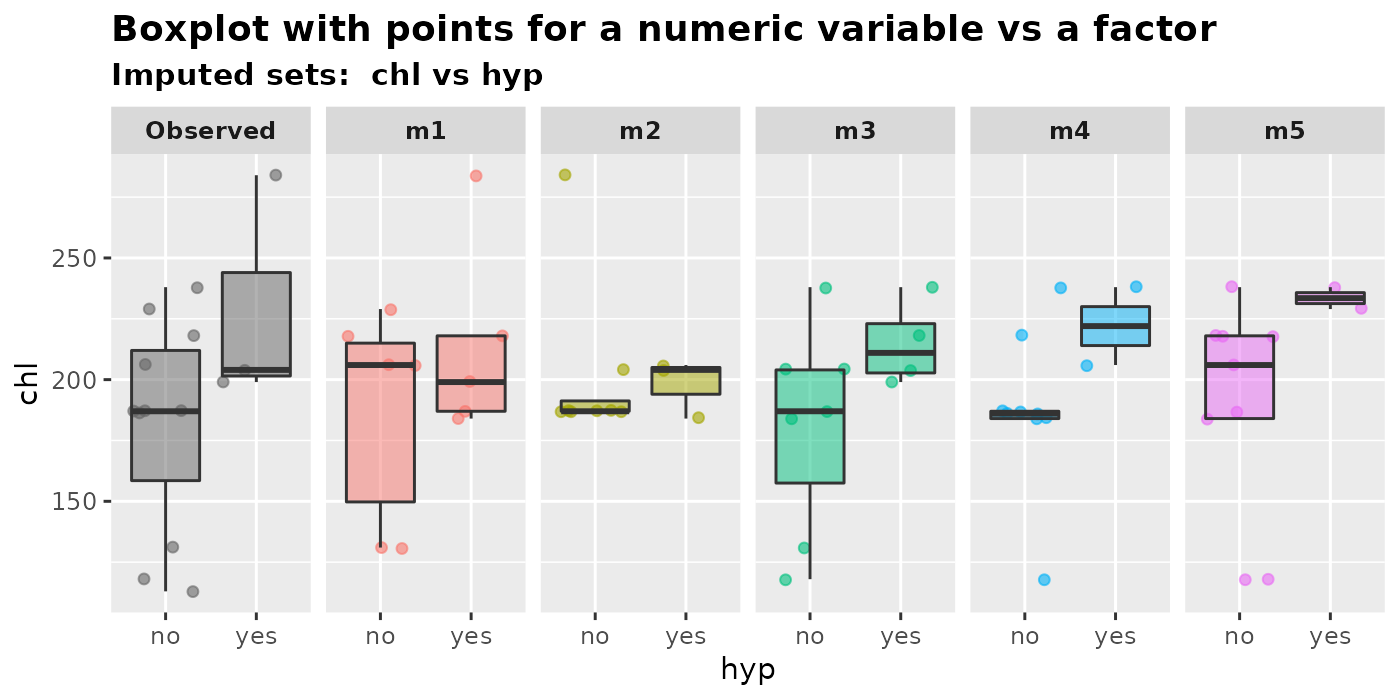 Boxplot with points for a numeric variable vs a factor
Imputed sets:  chl vs hyp
Observed m1 m2 m3 m4 m5
chl
250
200
150
no yes no yes no yes no yes no yes no yes
hyp